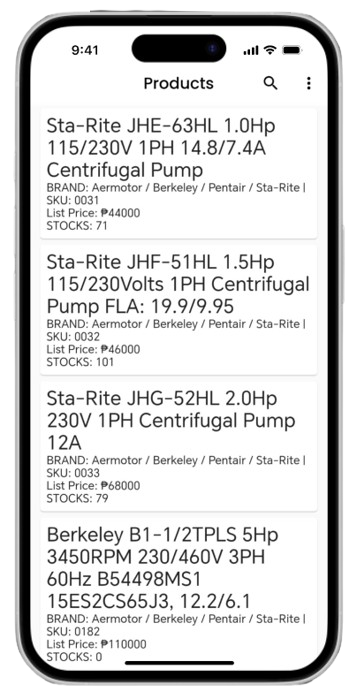 9:41
Products
Sta-Rite JHE-63HL 1.0Hp
115/230V 1PH 14.8/7.4A
Centrifugal Pump
BRAND: Aermotor / Berkeley / Pentair / Sta-Rite |
SKU: 0031
List Price: ₱44000
STOCKS: 71
Sta-Rite JHF-51HL 1.5Hp
115/230Volts 1PH Centrifugal
Pump FLA: 19.9/9.95
BRAND: Aermotor / Berkeley / Pentair / Sta-Rite |
SKU: 0032
List Price: ₱46000
STOCKS: 101
Sta-Rite JHG-52HL 2.0Hp
230V 1PH Centrifugal Pump
12A
BRAND: Aermotor / Berkeley / Pentair / Sta-Rite |
SKU: 0033
List Price: ₱68000
STOCKS: 79
Berkeley B1-1/2TPLS 5Hp
3450RPM 230/460V 3PH
60Hz B54498MS1
15ES2CS65J3, 12.2/6.1
BRAND: Aermotor / Berkeley / Pentair / Sta-Rite |
SKU: 0182
List Price: ₱110000
STOCKS: 0